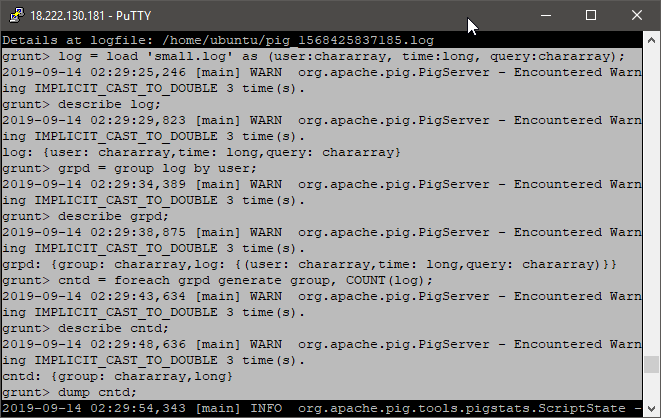 18.222.130.181 - PuTTY
Details at logfile: /home/ubuntu/pig_1568425837185.log
grunt> log = load 'small.log' as (user:chararray, time:long, query:chararray);
2019-09-14 02:29:25,246 [main] WARN  org.apache.pig.PigServer - Encountered Warn
ing IMPLICIT_CAST_TO_DOUBLE 3 time(s).
grunt> describe log;
2019-09-14 02:29:29,823 [main] WARN  org.apache.pig.PigServer - Encountered Warn
ing IMPLICIT_CAST_TO_DOUBLE 3 time(s).
log: {user: chararray,time: long,query: chararray}
grunt> grpd = group log by user;
2019-09-14 02:29:34,389 [main] WARN  org.apache.pig.PigServer - Encountered Warn
ing IMPLICIT_CAST_TO_DOUBLE 3 time(s).
grunt> describe grpd;
2019-09-14 02:29:38,875 [main] WARN  org.apache.pig.PigServer - Encountered Warn
ing IMPLICIT_CAST_TO_DOUBLE 3 time(s).
grpd: {group: chararray,log: {(user: chararray,time: long,query: chararray)}}
grunt> cntd = foreach grpd generate group, COUNT(log);
2019-09-14 02:29:43,634 [main] WARN  org.apache.pig.PigServer - Encountered Warn
ing IMPLICIT_CAST_TO_DOUBLE 3 time(s).
grunt> describe cntd;
2019-09-14 02:29:48,636 [main] WARN  org.apache.pig.PigServer - Encountered Warn
ing IMPLICIT_CAST_TO_DOUBLE 3 time(s).
cntd: {group: chararray,long}
grunt> dump cntd;
2019-09-14 02:29:54,343 [main] INFO  org.apache.pig.tools.pigstats.ScriptState -